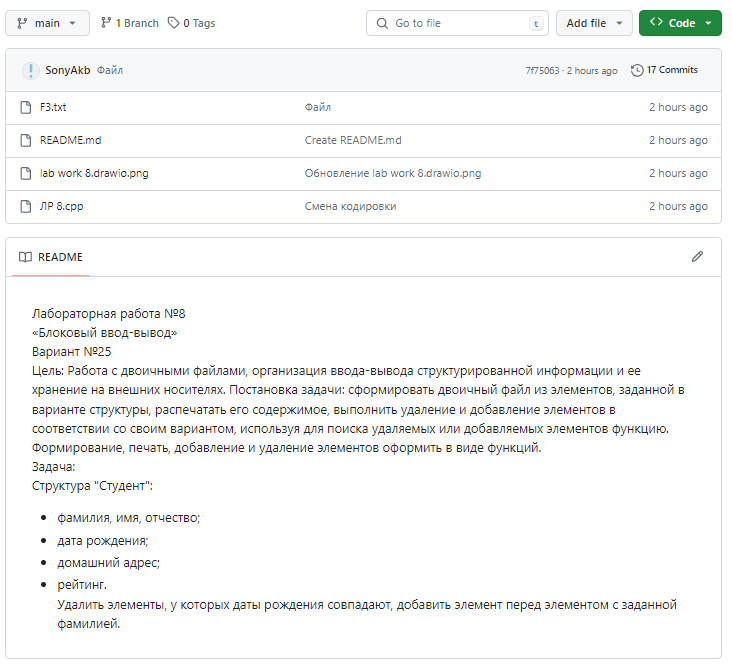 main
1 Branch
0 Tags
Go to file
t
Add file
Code
SonyAkb Файл
7f75063 · 2 hours ago
17 Commits
F3.txt Файл 2 hours ago
README.md Create README.md 2 hours ago
lab work 8.drawio.png Обновление lab work 8.drawio.png 2 hours ago
ЛР 8.cpp Смена кодировки 2 hours ago
README
Лабораторная работа №8
«Блоковый ввод-вывод»
Вариант №25
Цель: Работа с двоичными файлами, организация ввода-вывода структурированной информации и ее
хранение на внешних носителях. Постановка задачи: сформировать двоичный файл из элементов, заданной в
варианте структуры, распечатать его содержимое, выполнить удаление и добавление элементов в
соответствии со своим вариантом, используя для поиска удаляемых или добавляемых элементов функцию.
Формирование, печать, добавление и удаление элементов оформить в виде функций.
Задача:
Структура "Студент":
• фамилия, имя, отчество;
• дата рождения;
• домашний адрес;
• рейтинг.
Удалить элементы, у которых даты рождения совпадают, добавить элемент перед элементом с заданной
фамилией.